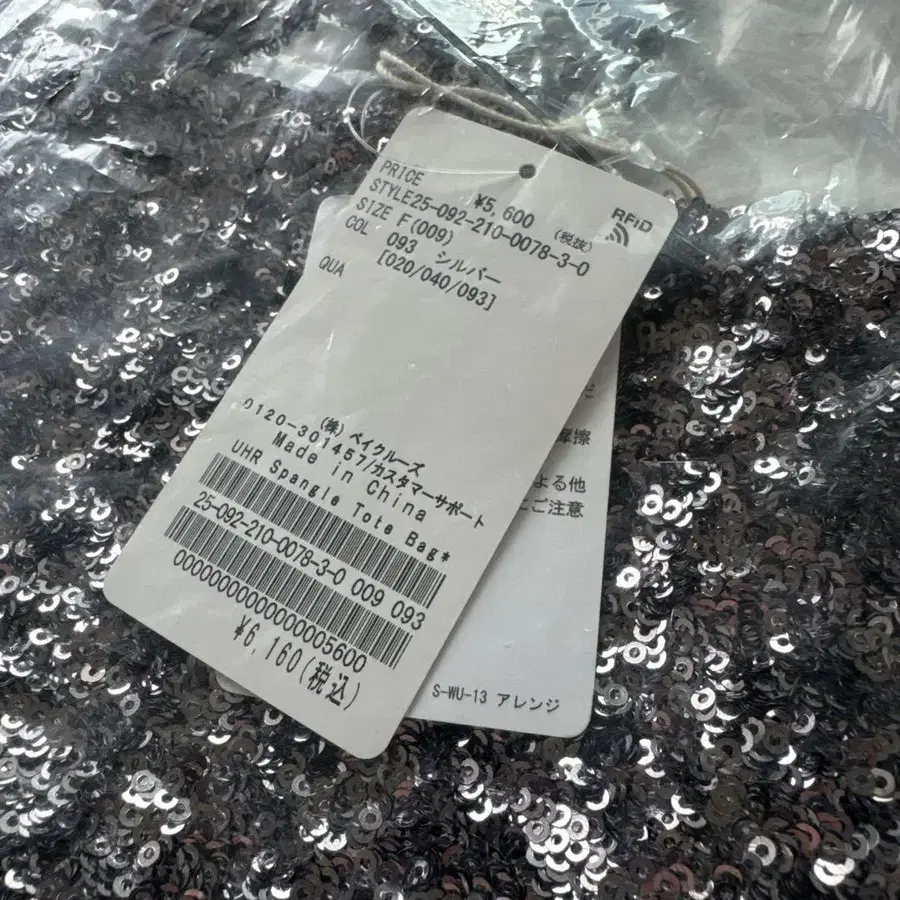 PRICE ¥5,600 (税抜)
RFiD
STYLE25-092-210-0078-3-0
SIZE F(009)
COL 093 シルバー
[020/040/093]
QUA
(株) ベイクルーズ
0120-301457/カスタマーサポート
Made in China
UHR Spangle Tote Bag*
25-092-210-0078-3-0 009 093
0000000000000005600
¥6,160(税込)
摩擦
よる他
ご注意
S-WU-13 アレンジ